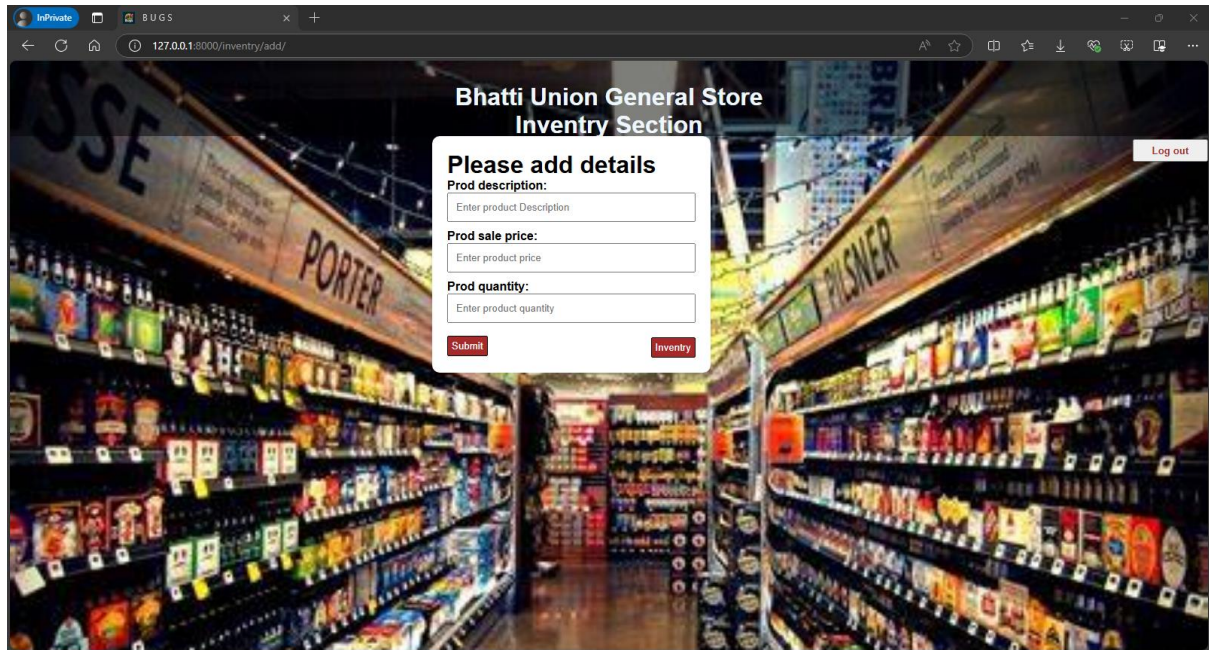 InPrivate
B U G S
127.0.0.1:8000/inventry/add/
Bhatti Union General Store
Inventry Section
Log out
Please add details
Prod description:
Enter product Description
Prod sale price:
Enter product price
Prod quantity:
Enter product quantity
Submit
Inventry
PORTER
PILSNER